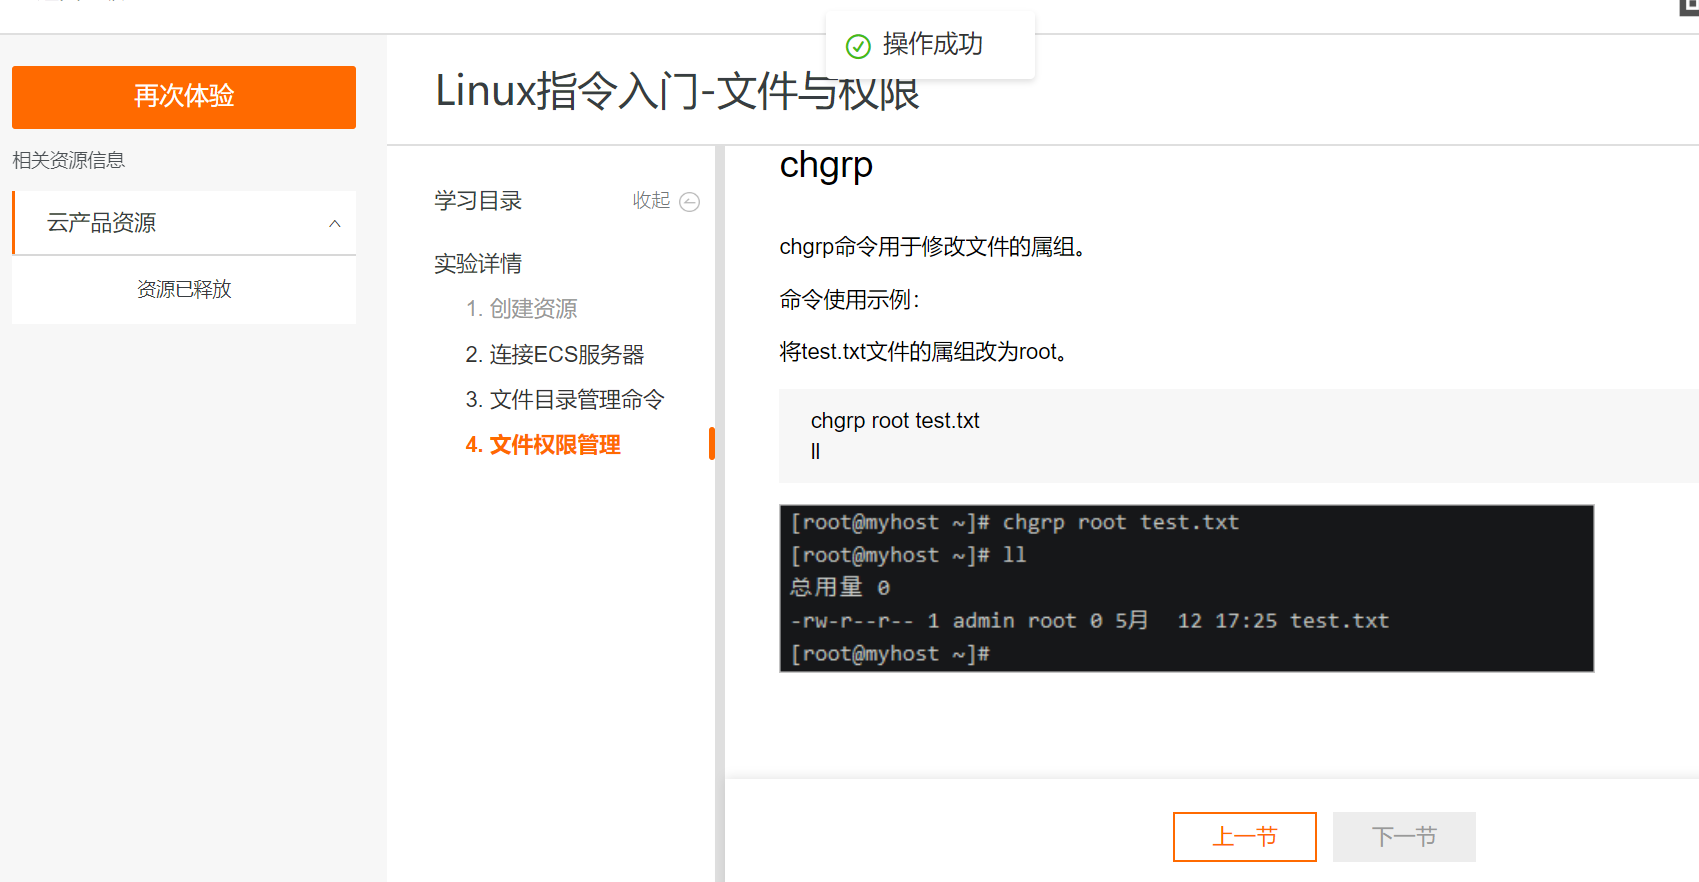 操作成功
再次体验
相关资源信息
云产品资源
资源已释放
Linux指令入门-文件与权限
学习目录
收起
实验详情
1. 创建资源
2. 连接ECS服务器
3. 文件目录管理命令
4. 文件权限管理
chgrp
chgrp命令用于修改文件的属组。
命令使用示例：
将test.txt文件的属组改为root。
chgrp root test.txt
ll
[root@myhost ~]# chgrp root test.txt
[root@myhost ~]# ll
总用量 0
-rw-r--r-- 1 admin root 0 5月  12 17:25 test.txt
[root@myhost ~]#
上一节
下一节